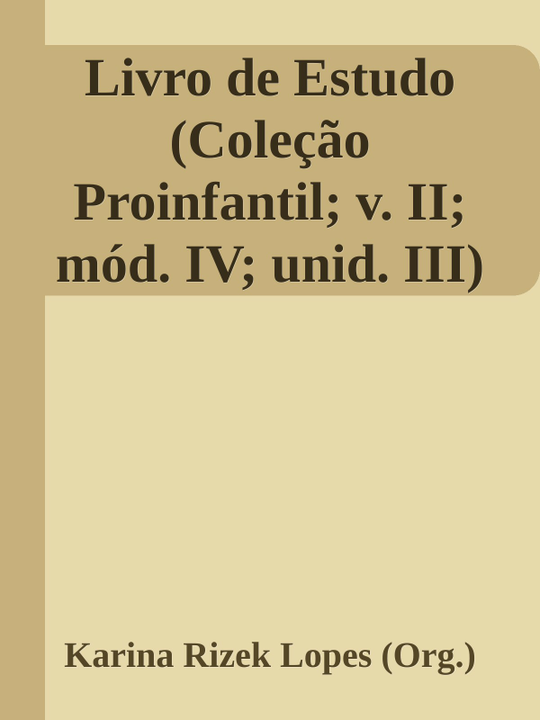 Livro de Estudo
(Coleção
Proinfantil; v. II;
mód. IV; unid. III)
Karina Rizek Lopes (Org.)